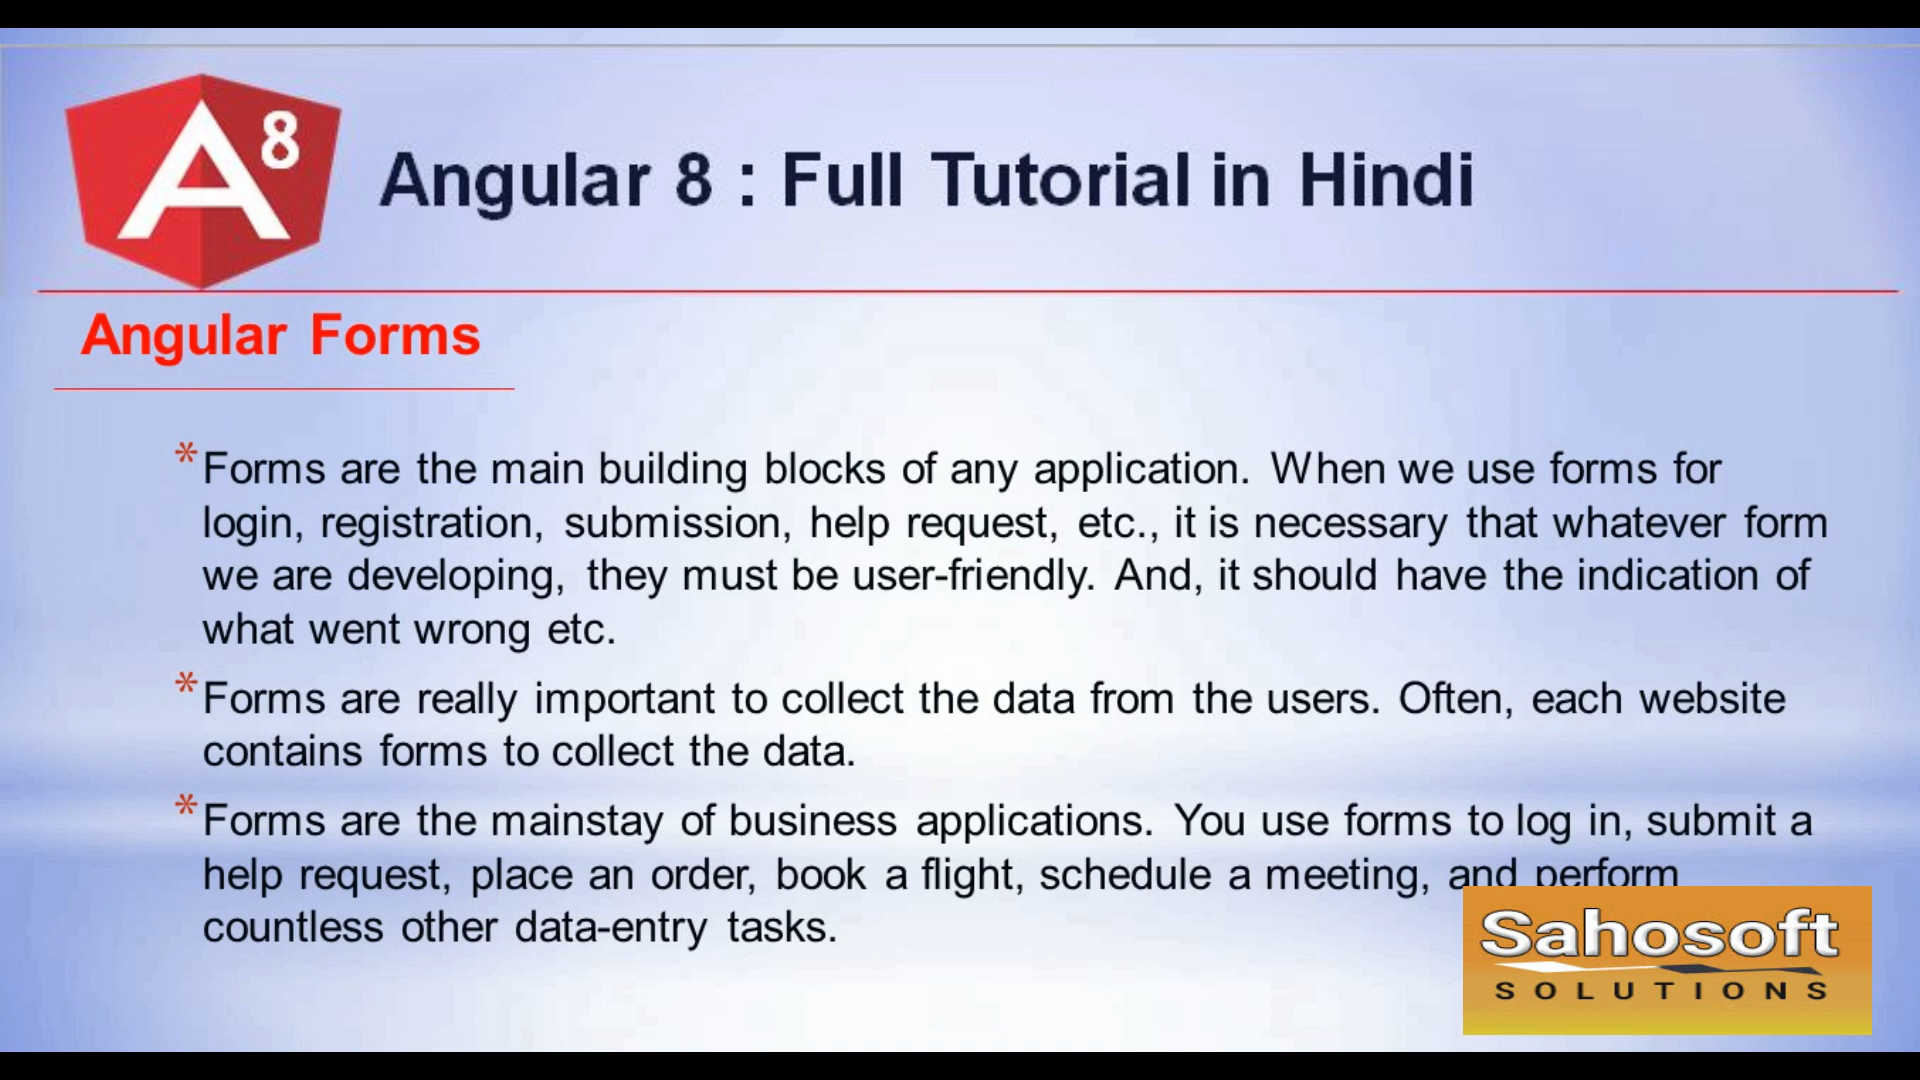 A8
Angular 8 : Full Tutorial in Hindi
Angular Forms
* Forms are the main building blocks of any application. When we use forms for
login, registration, submission, help request, etc., it is necessary that whatever form
we are developing, they must be user-friendly. And, it should have the indication of
what went wrong etc.
* Forms are really important to collect the data from the users. Often, each website
contains forms to collect the data.
* Forms are the mainstay of business applications. You use forms to log in, submit a
help request, place an order, book a flight, schedule a meeting, and perform
countless other data-entry tasks.
Sahosoft
SOLUTIONS